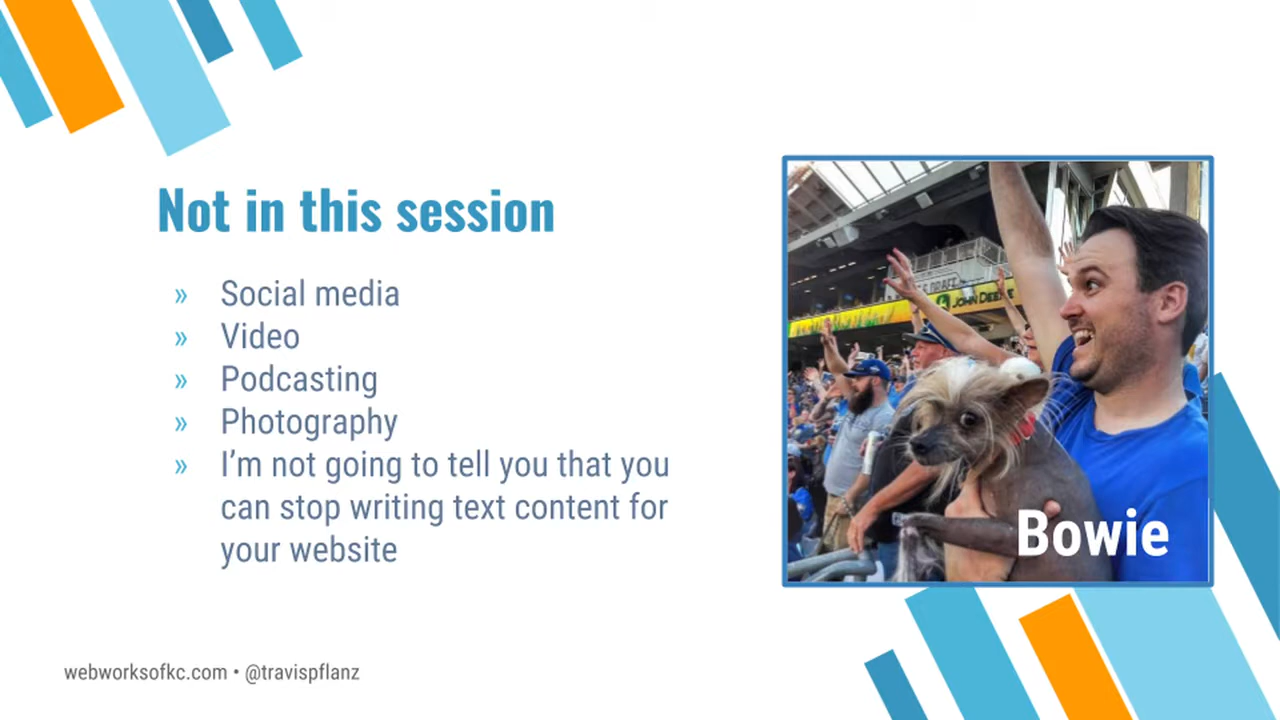 Not in this session
» Social media
» Video
» Podcasting
» Photography
» I’m not going to tell you that you
can stop writing text content for
your website
JOHN DEERE
Bowie
webworksofkc.com • @travispflanz